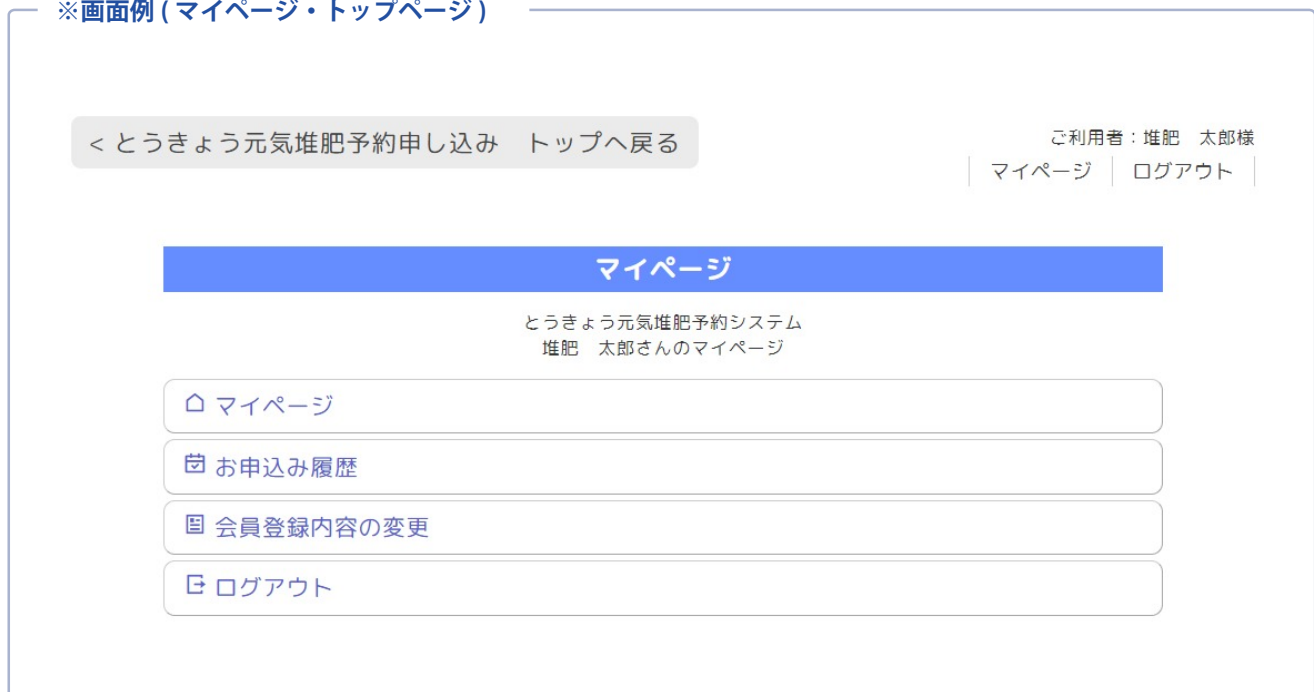 ※画面例 ( マイページ・トップページ )
< とうきょう元気堆肥予約申し込み　トップへ戻る
ご利用者：堆肥　太郎様
マイページ　ログアウト
マイページ
とうきょう元気堆肥予約システム
堆肥　太郎さんのマイページ
マイページ
お申込み履歴
会員登録内容の変更
ログアウト